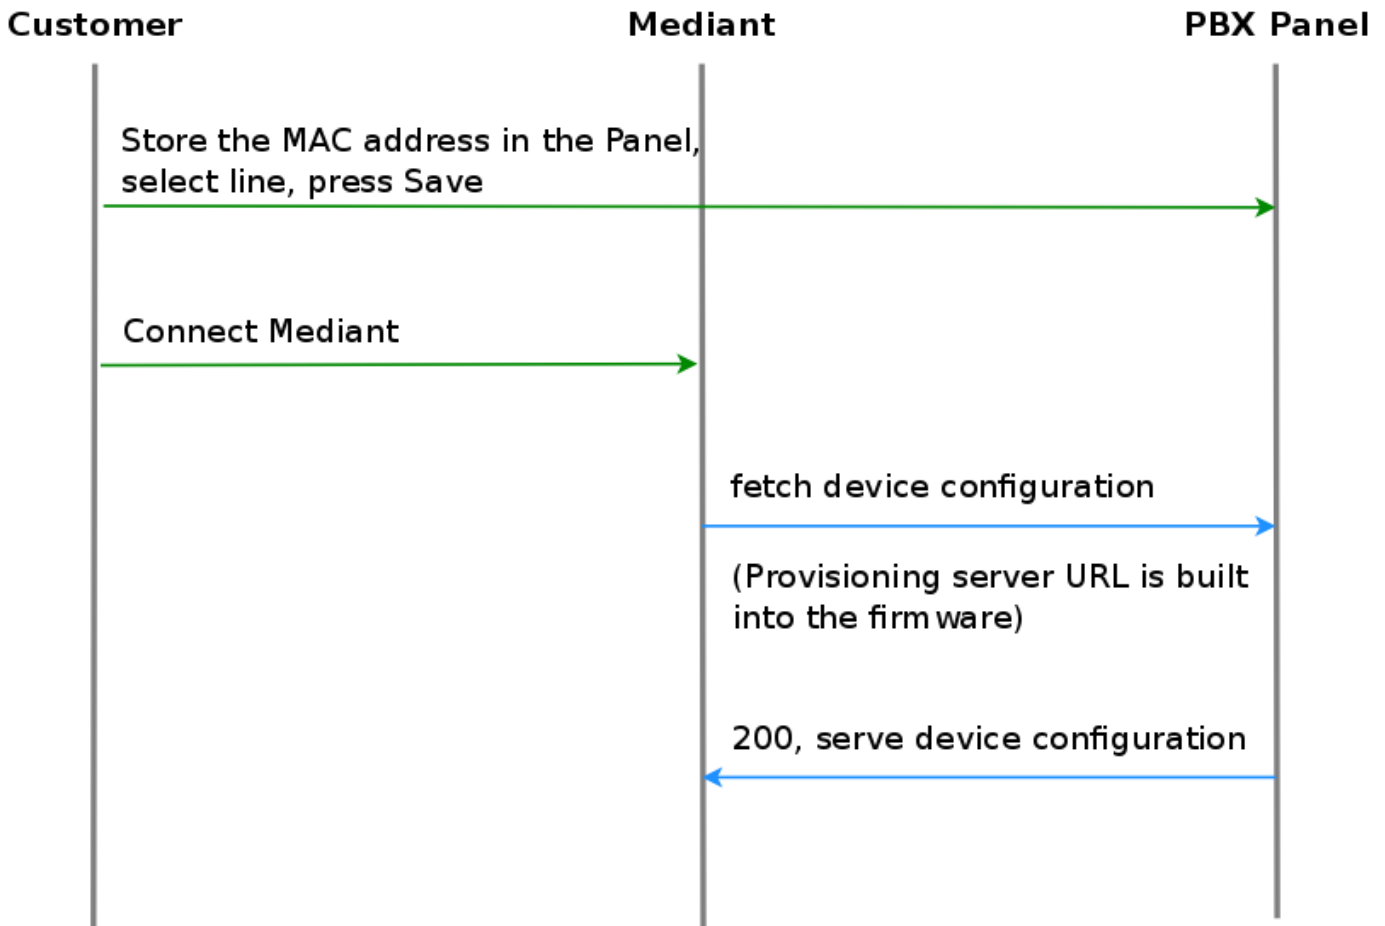 Customer
Mediant
PBX Panel
Store the MAC address in the Panel,
select line, press Save
Connect Mediant
fetch device configuration
(Provisioning server URL is built
into the firmware)
200, serve device configuration